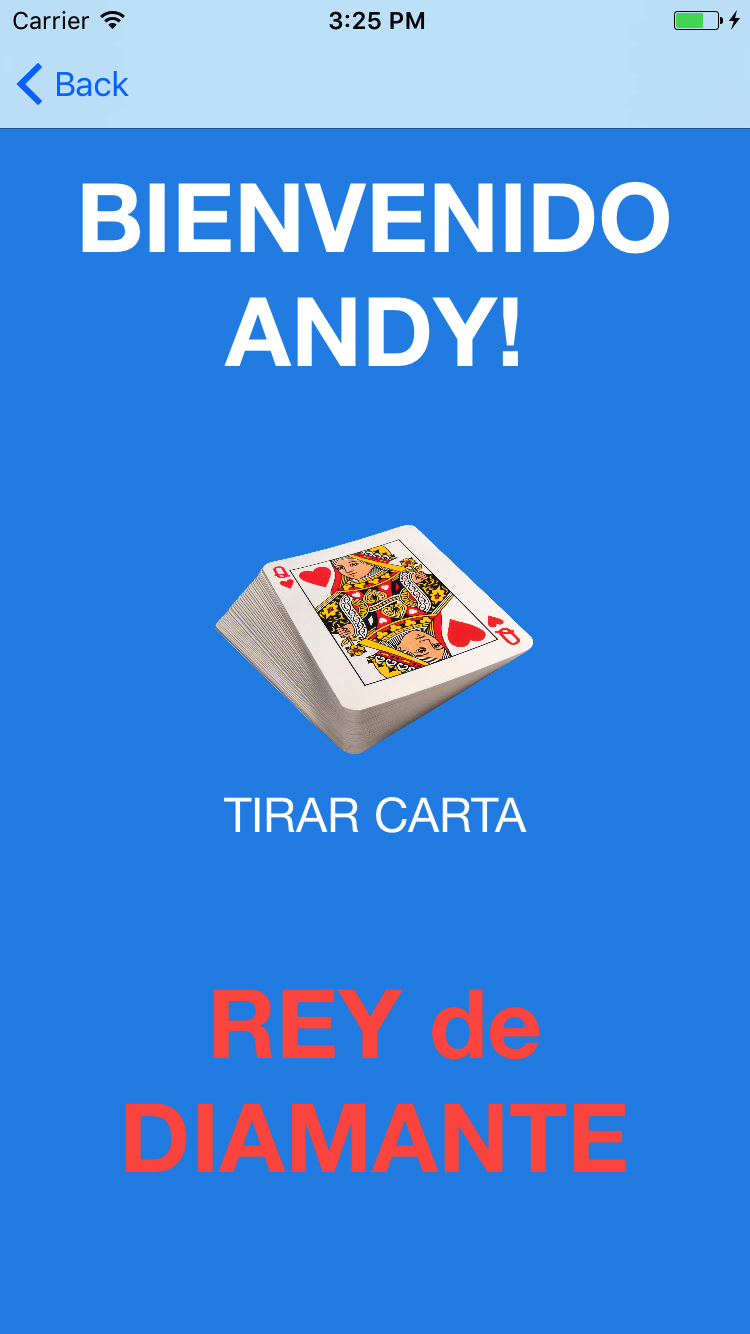 Carrier 3:25 PM
Back
BIENVENIDO
ANDY!
Q
Q
TIRAR CARTA
REY de
DIAMANTE